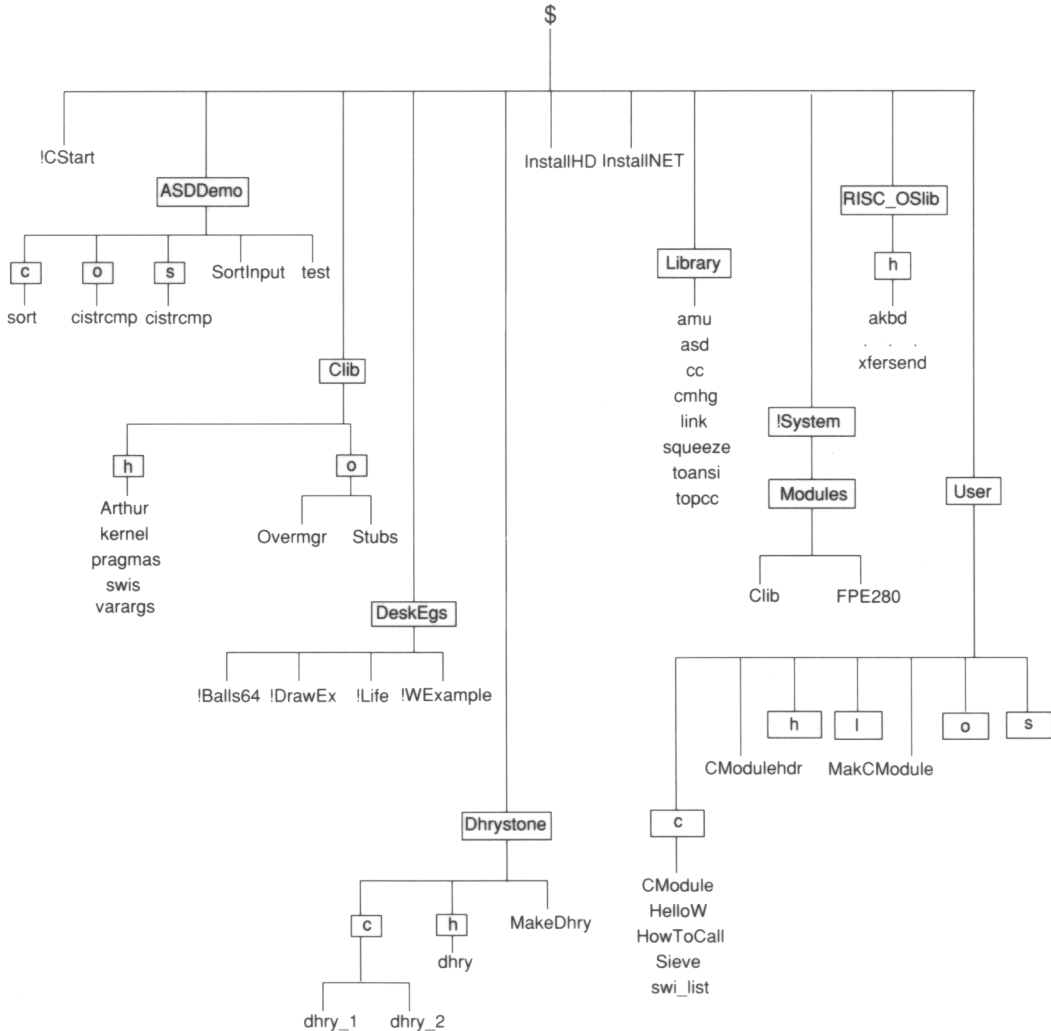 $
!CStart
InstallHD InstallNET
ASDDemo
RISC_OSlib
c o s SortInput test
Library
h
sort cistrcmp cistrcmp
amu
asd
cc
cmhg
link
squeeze
toansi
topcc
akbd
. . .
xfersend
Clib
!System
h o
Modules
User
Arthur
kernel
pragmas
swis
varargs
Overmgr Stubs
Clib FPE280
DeskEgs
!Balls64 !DrawEx !Life !WExample
h l o s
CModulehdr MakCModule
Dhrystone
c
c h MakeDhry
dhry
dhry_1 dhry_2
CModule
HelloW
HowToCall
Sieve
swi_list